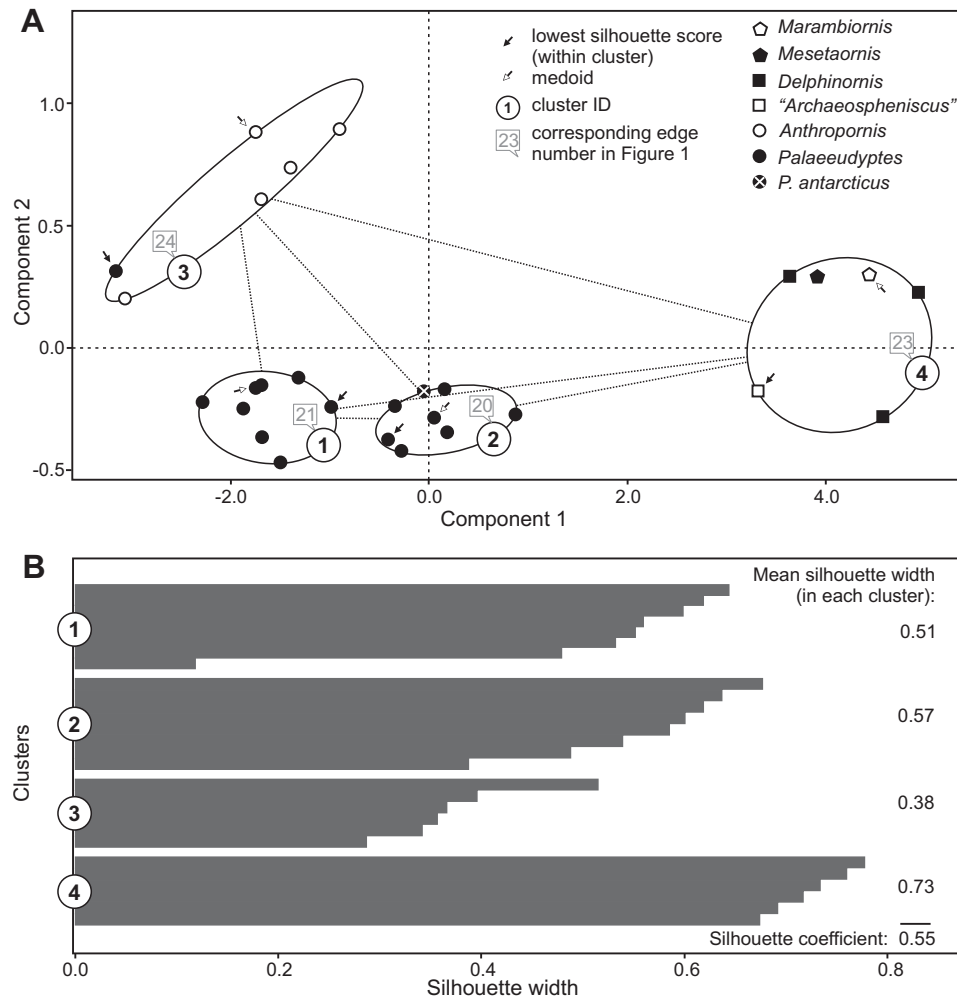 A
lowest silhouette score
(within cluster)
medoid
1 cluster ID
23 corresponding edge
number in Figure 1
Marambiornis
Mesetaornis
Delphinornis
"Archaeospheniscus"
Anthropornis
Palaeeudyptes
P. antarcticus
Component 2
1.0
0.5
0.0
-0.5
24
3
21
1
20
2
23
4
-2.0 0.0 2.0 4.0
Component 1
B
Mean silhouette width
(in each cluster):
Clusters
1 0.51
2 0.57
3 0.38
4 0.73
Silhouette coefficient: 0.55
0.0 0.2 0.4 0.6 0.8
Silhouette width